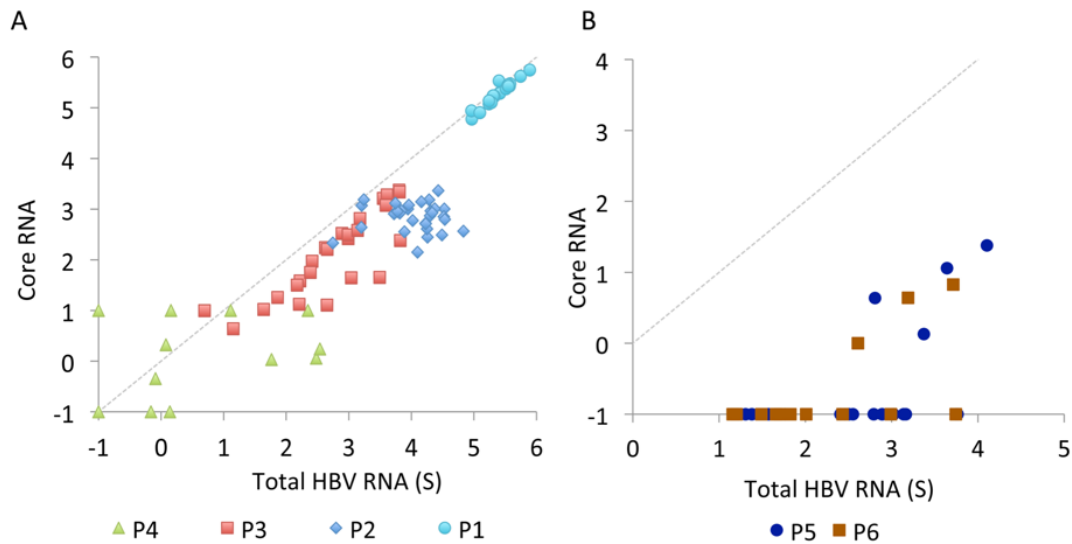 A
Core RNA
6
5
4
3
2
1
0
-1
-1 0 1 2 3 4 5 6
Total HBV RNA (S)
P4 P3 P2 P1
B
Core RNA
4
3
2
1
0
-1
0 1 2 3 4 5
Total HBV RNA (S)
P5 P6